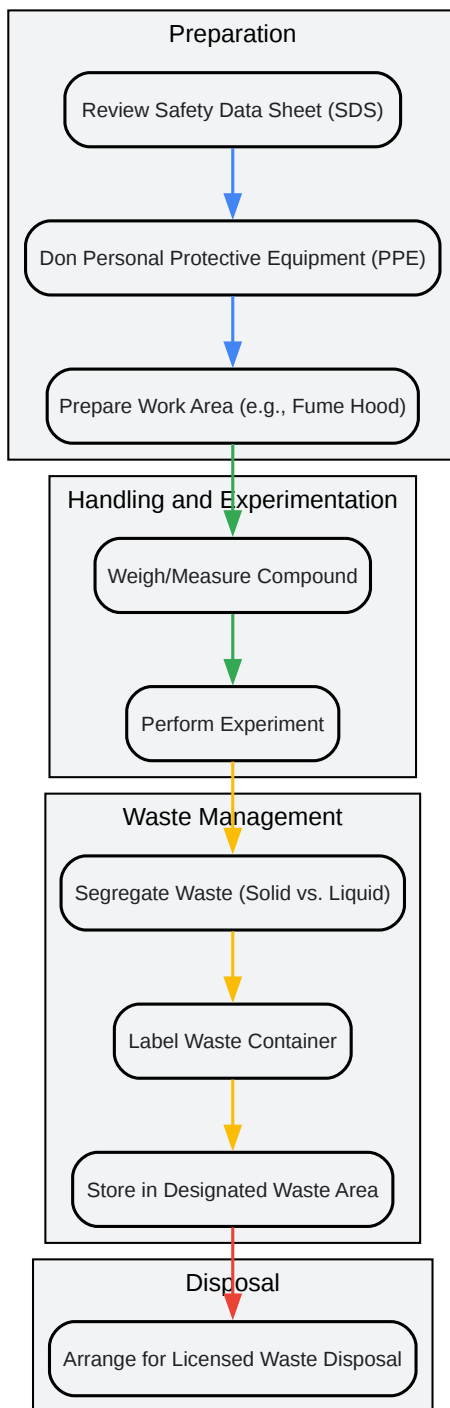 Preparation
Review Safety Data Sheet (SDS)
Don Personal Protective Equipment (PPE)
Prepare Work Area (e.g., Fume Hood)
Handling and Experimentation
Weigh/Measure Compound
Perform Experiment
Waste Management
Segregate Waste (Solid vs. Liquid)
Label Waste Container
Store in Designated Waste Area
Disposal
Arrange for Licensed Waste Disposal